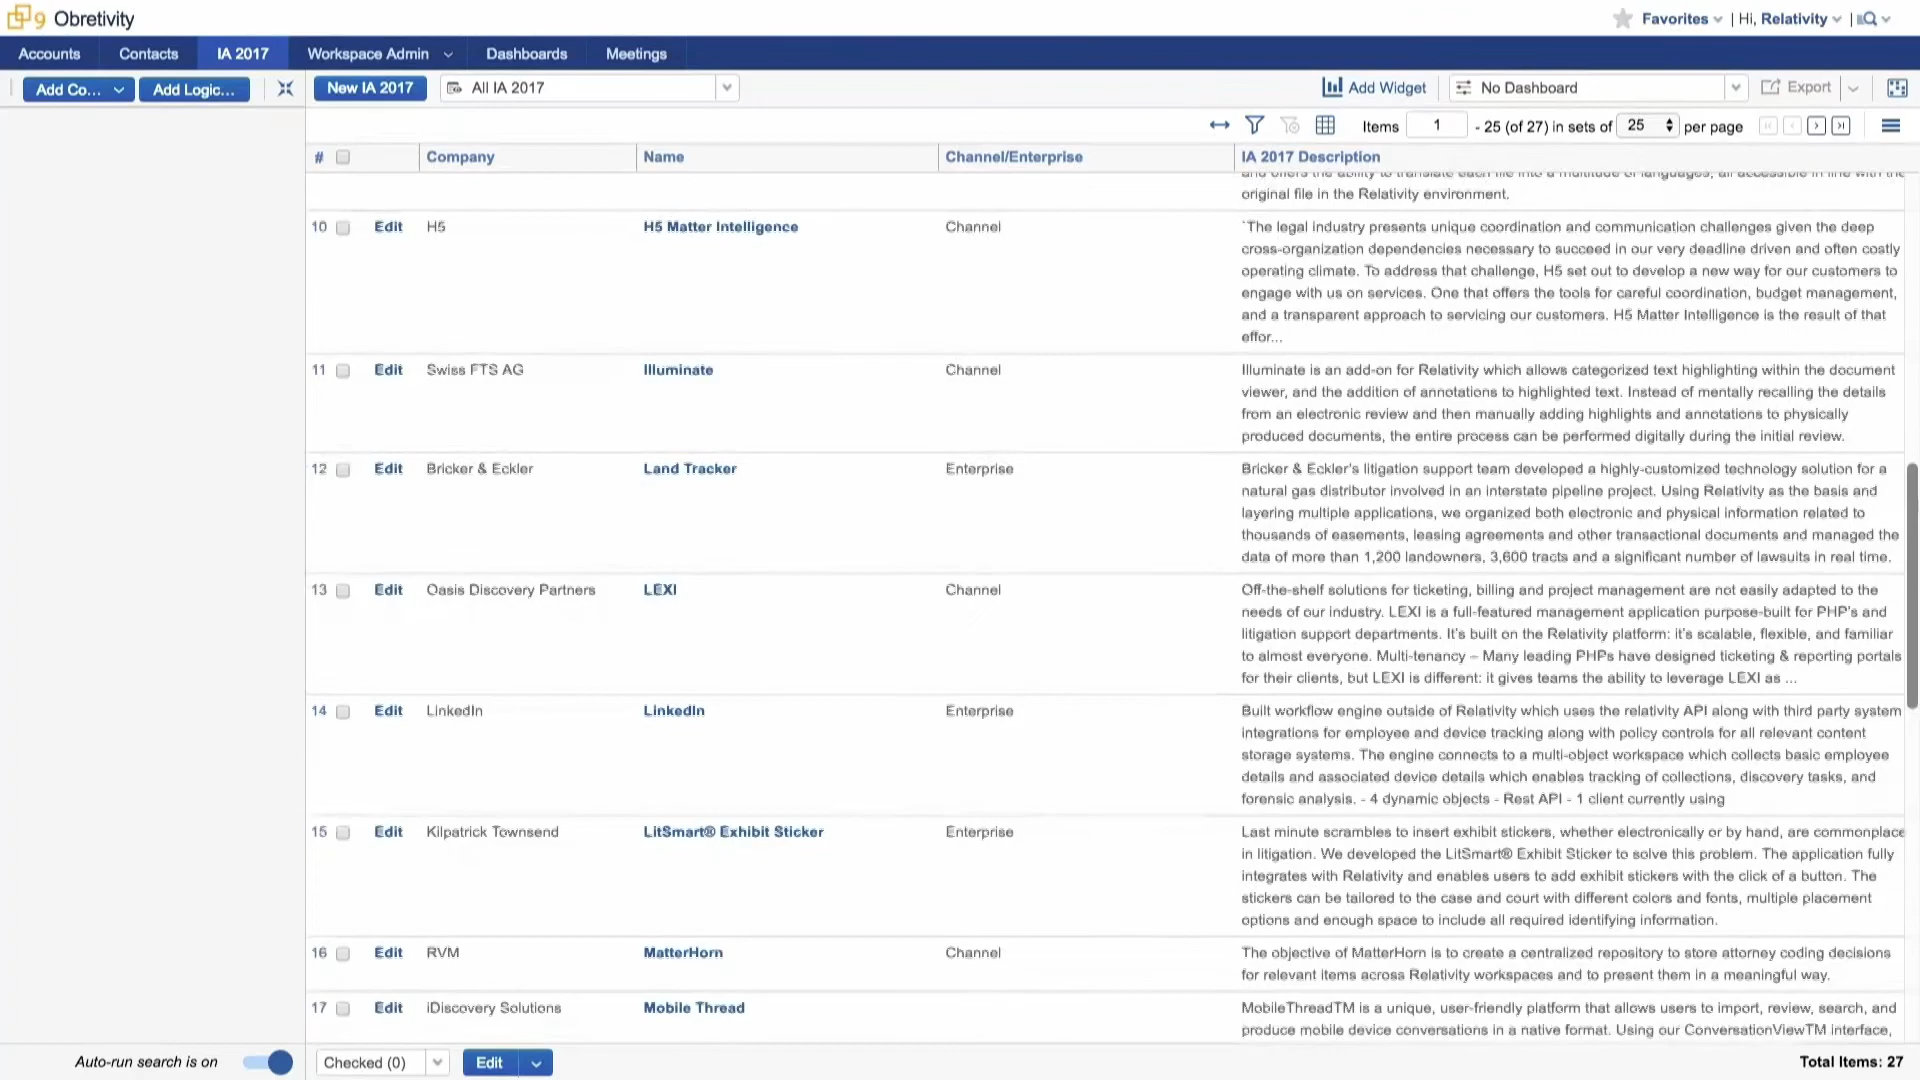 9 Obretivity
Favorites | Hi, Relativity |
Accounts Contacts IA 2017 Workspace Admin Dashboards Meetings
Add Co... Add Logic... New IA 2017 All IA 2017 Add Widget No Dashboard Export
Items 1 - 25 (of 27) in sets of 25 per page
# Company Name Channel/Enterprise IA 2017 Description
and offers the ability to translate each file into a multitude of languages, all accessible in line with the
original file in the Relativity environment.
10 Edit H5 H5 Matter Intelligence Channel `The legal industry presents unique coordination and communication challenges given the deep
cross-organization dependencies necessary to succeed in our very deadline driven and often costly
operating climate. To address that challenge, H5 set out to develop a new way for our customers to
engage with us on services. One that offers the tools for careful coordination, budget management,
and a transparent approach to servicing our customers. H5 Matter Intelligence is the result of that
effor...
11 Edit Swiss FTS AG Illuminate Channel Illuminate is an add-on for Relativity which allows categorized text highlighting within the document
viewer, and the addition of annotations to highlighted text. Instead of mentally recalling the details
from an electronic review and then manually adding highlights and annotations to physically
produced documents, the entire process can be performed digitally during the initial review.
12 Edit Bricker & Eckler Land Tracker Enterprise Bricker & Eckler's litigation support team developed a highly-customized technology solution for a
natural gas distributor involved in an interstate pipeline project. Using Relativity as the basis and
layering multiple applications, we organized both electronic and physical information related to
thousands of easements, leasing agreements and other transactional documents and managed the
data of more than 1,200 landowners, 3,600 tracts and a significant number of lawsuits in real time.
13 Edit Oasis Discovery Partners LEXI Channel Off-the-shelf solutions for ticketing, billing and project management are not easily adapted to the
needs of our industry. LEXI is a full-featured management application purpose-built for PHP's and
litigation support departments. It's built on the Relativity platform: it's scalable, flexible, and familiar
to almost everyone. Multi-tenancy – Many leading PHPs have designed ticketing & reporting portals
for their clients, but LEXI is different: it gives teams the ability to leverage LEXI as ...
14 Edit LinkedIn LinkedIn Enterprise Built workflow engine outside of Relativity which uses the relativity API along with third party system
integrations for employee and device tracking along with policy controls for all relevant content
storage systems. The engine connects to a multi-object workspace which collects basic employee
details and associated device details which enables tracking of collections, discovery tasks, and
forensic analysis. - 4 dynamic objects - Rest API - 1 client currently using
15 Edit Kilpatrick Townsend LitSmart® Exhibit Sticker Enterprise Last minute scrambles to insert exhibit stickers, whether electronically or by hand, are commonplace
in litigation. We developed the LitSmart® Exhibit Sticker to solve this problem. The application fully
integrates with Relativity and enables users to add exhibit stickers with the click of a button. The
stickers can be tailored to the case and court with different colors and fonts, multiple placement
options and enough space to include all required identifying information.
16 Edit RVM MatterHorn Channel The objective of MatterHorn is to create a centralized repository to store attorney coding decisions
for relevant items across Relativity workspaces and to present them in a meaningful way.
17 Edit iDiscovery Solutions Mobile Thread MobileThreadTM is a unique, user-friendly platform that allows users to import, review, search, and
produce mobile device conversations in a native format. Using our ConversationViewTM interface,
Auto-run search is on Checked (0) Edit Total Items: 27